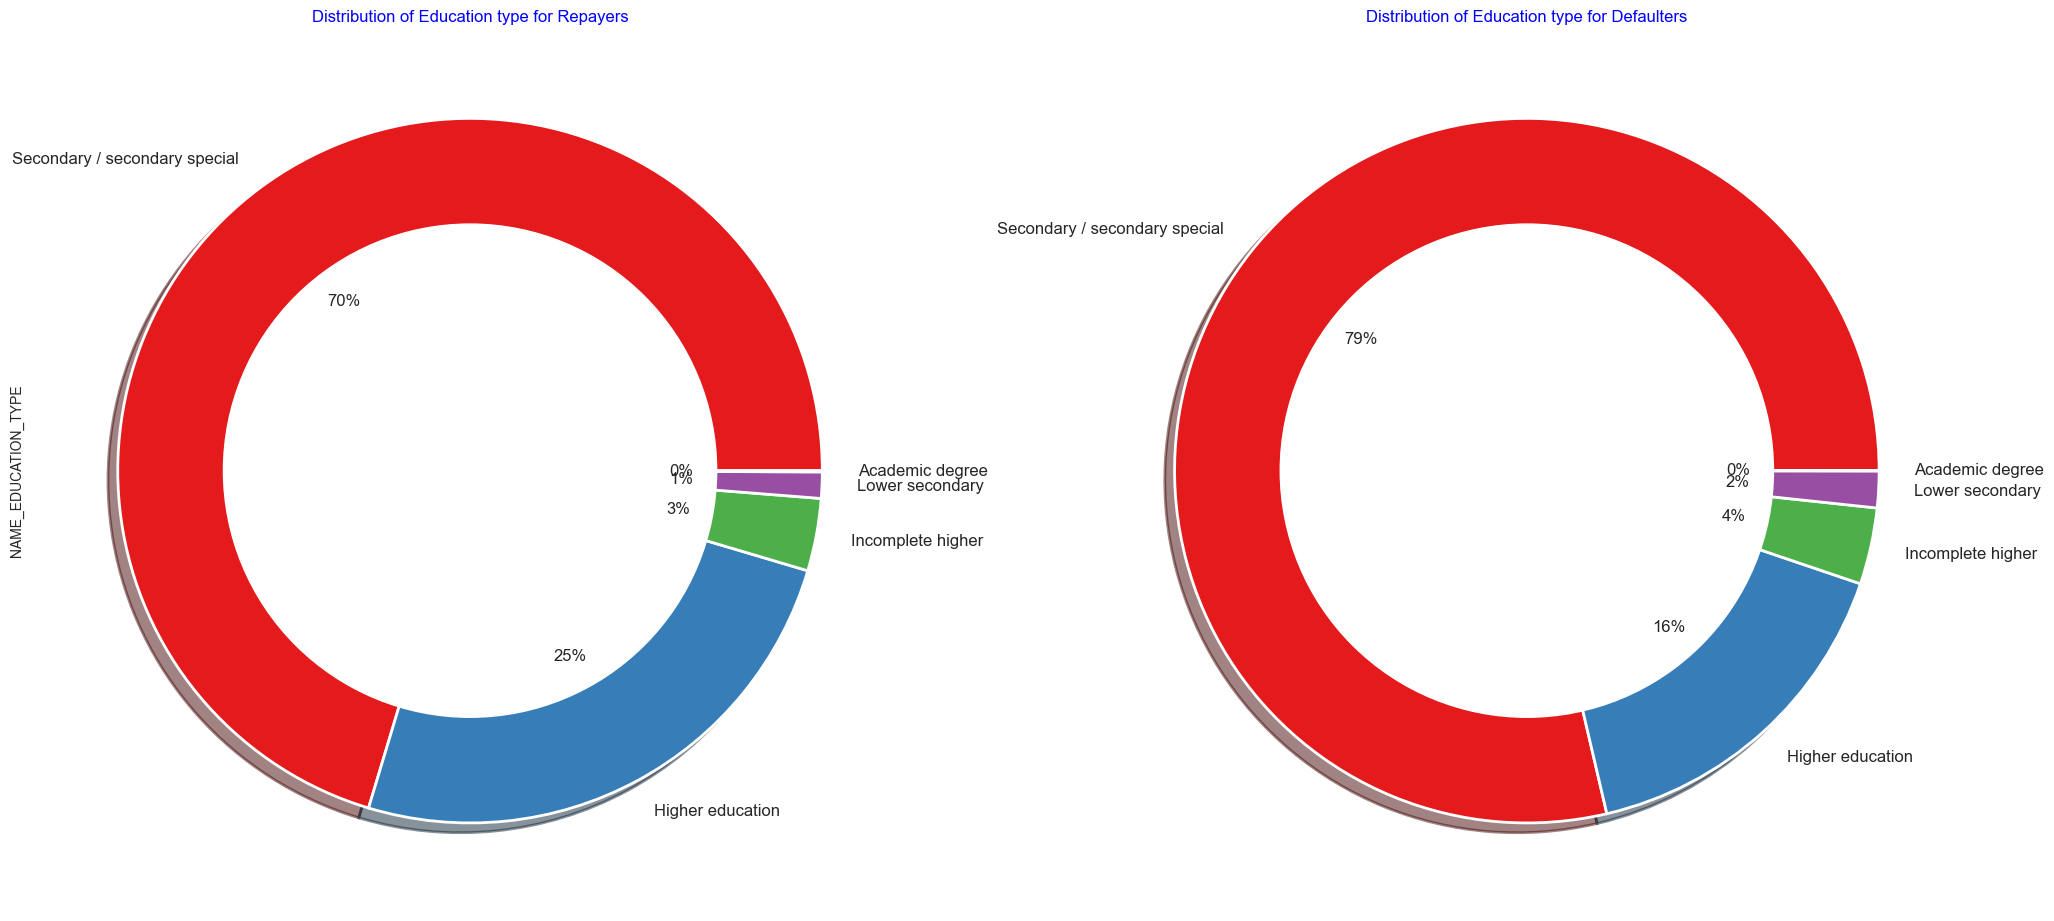 Distribution of Education type for Repayers
Secondary / secondary special
70%
0%
1%
3%
25%
Academic degree
Lower secondary
Incomplete higher
Higher education
NAME_EDUCATION_TYPE
Distribution of Education type for Defaulters
Secondary / secondary special
79%
0%
2%
4%
16%
Academic degree
Lower secondary
Incomplete higher
Higher education